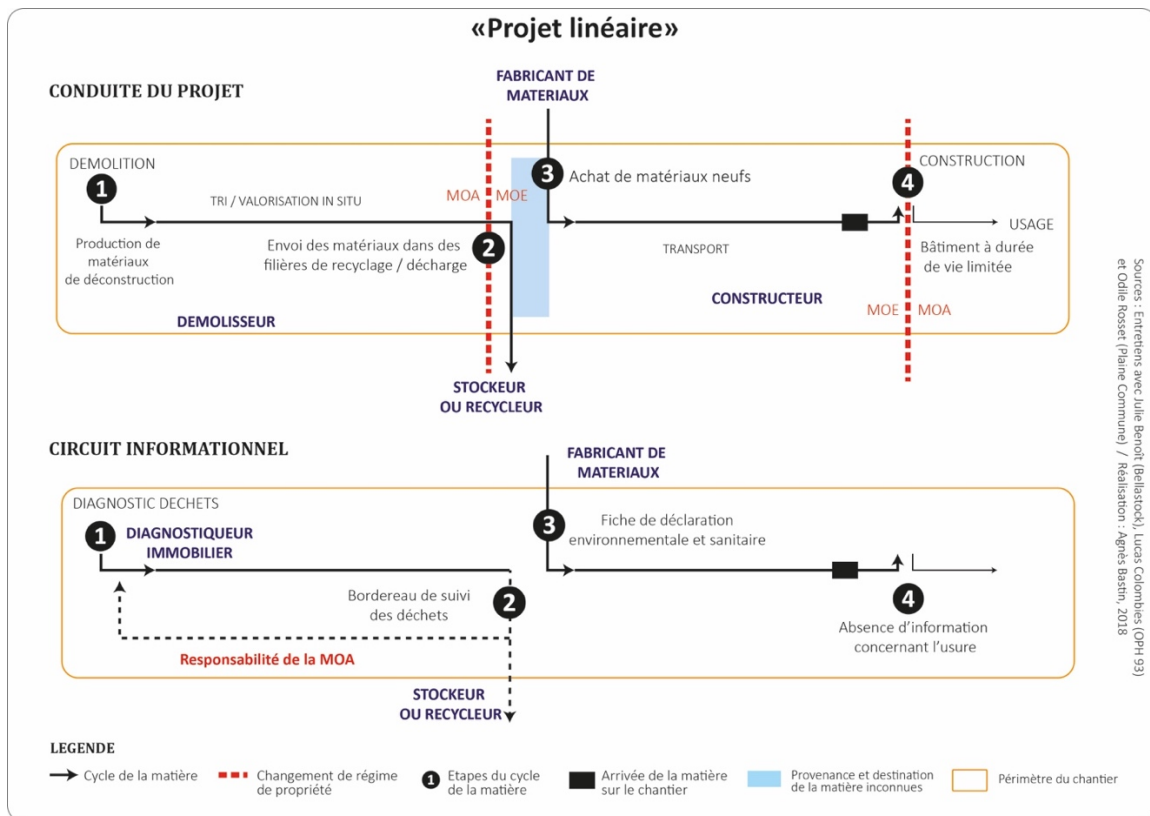 «Projet linéaire»
CONDUITE DU PROJET
FABRICANT DE
MATERIAUX
DEMOLITION
1
TRI / VALORISATION IN SITU
Production de
matériaux
de déconstruction
MOA
MOE
2
Envoi des matériaux dans des
filières de recyclage / décharge
DEMOLISSEUR
STOCKEUR
OU RECYCLEUR
3
Achat de matériaux neufs
TRANSPORT
CONSTRUCTEUR
4
CONSTRUCTION
USAGE
Bâtiment à durée
de vie limitée
MOE
MOA
CIRCUIT INFORMATIONNEL
FABRICANT DE
MATERIAUX
DIAGNOSTIC DECHETS
1
DIAGNOSTIQUEUR
IMMOBILIER
Bordereau de suivi
des déchets
2
Responsabilité de la MOA
STOCKEUR
OU RECYCLEUR
3
Fiche de déclaration
environnementale et sanitaire
4
Absence d'information
concernant l'usure
Sources : Entretiens avec Julie Benoît (Bellastock), Lucas Colombies (OPH 93)
et Odile Rosset (Plaine Commune) / Réalisation : Agnès Bastin, 2018
LEGENDE
Cycle de la matière
Changement de régime
de propriété
1
Etapes du cycle
de la matière
Arrivée de la matière
sur le chantier
Provenance et destination
de la matière inconnues
Périmètre du chantier